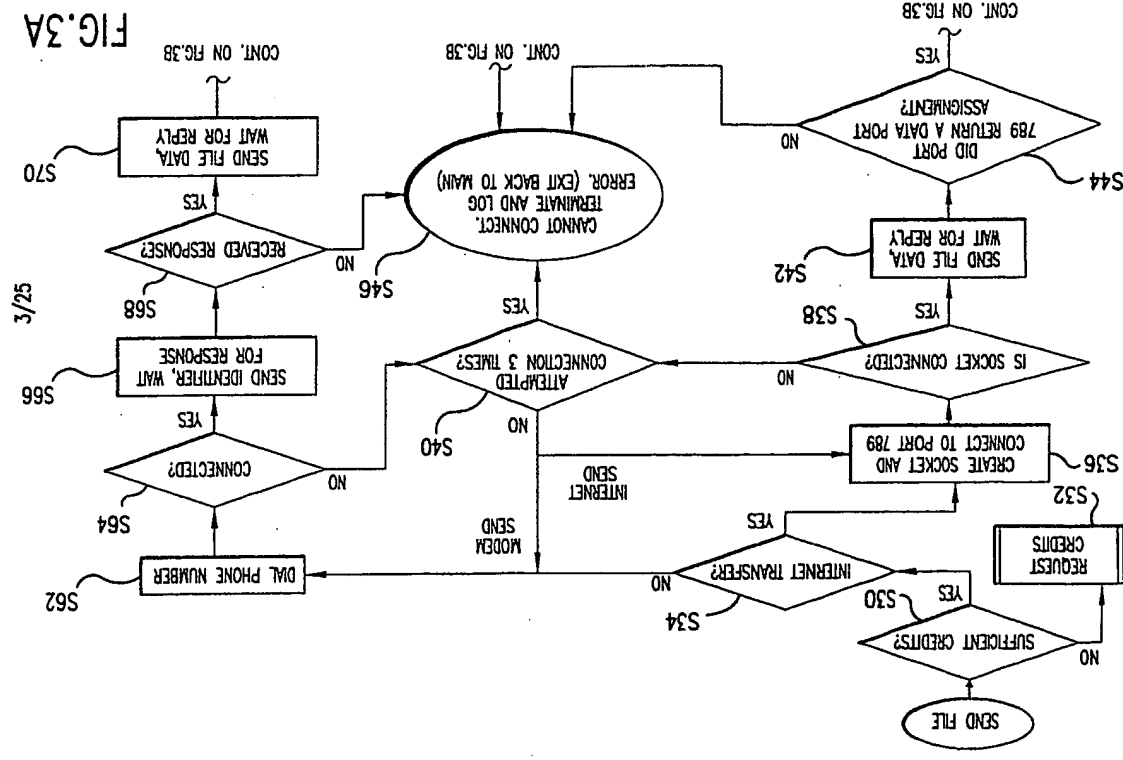 3/25
SEND FILE
SUFFICIENT CREDITS?
S30
NO
YES
REQUEST
CREDITS
S32
INTERNET TRANSFER?
S34
NO
YES
CREATE SOCKET AND
CONNECT TO PORT 789
S36
IS SOCKET CONNECTED?
S38
NO
YES
SEND FILE DATA,
WAIT FOR REPLY
S42
DID PORT
789 RETURN A DATA PORT
ASSIGNMENT?
S44
NO
YES
CONT. ON FIG.3B
MODEM
SEND
INTERNET
SEND
NO
ATTEMPTED
CONNECTION 3 TIMES?
S40
YES
CANNOT CONNECT.
TERMINATE AND LOG
ERROR. (EXIT BACK TO MAIN)
S46
CONT. ON FIG.3B
DIAL PHONE NUMBER
S62
CONNECTED?
S64
NO
YES
SEND IDENTIFIER, WAIT
FOR RESPONSE
S66
RECEIVED RESPONSE?
S68
NO
YES
SEND FILE DATA,
WAIT FOR REPLY
S70
CONT. ON FIG.3B
FIG.3A